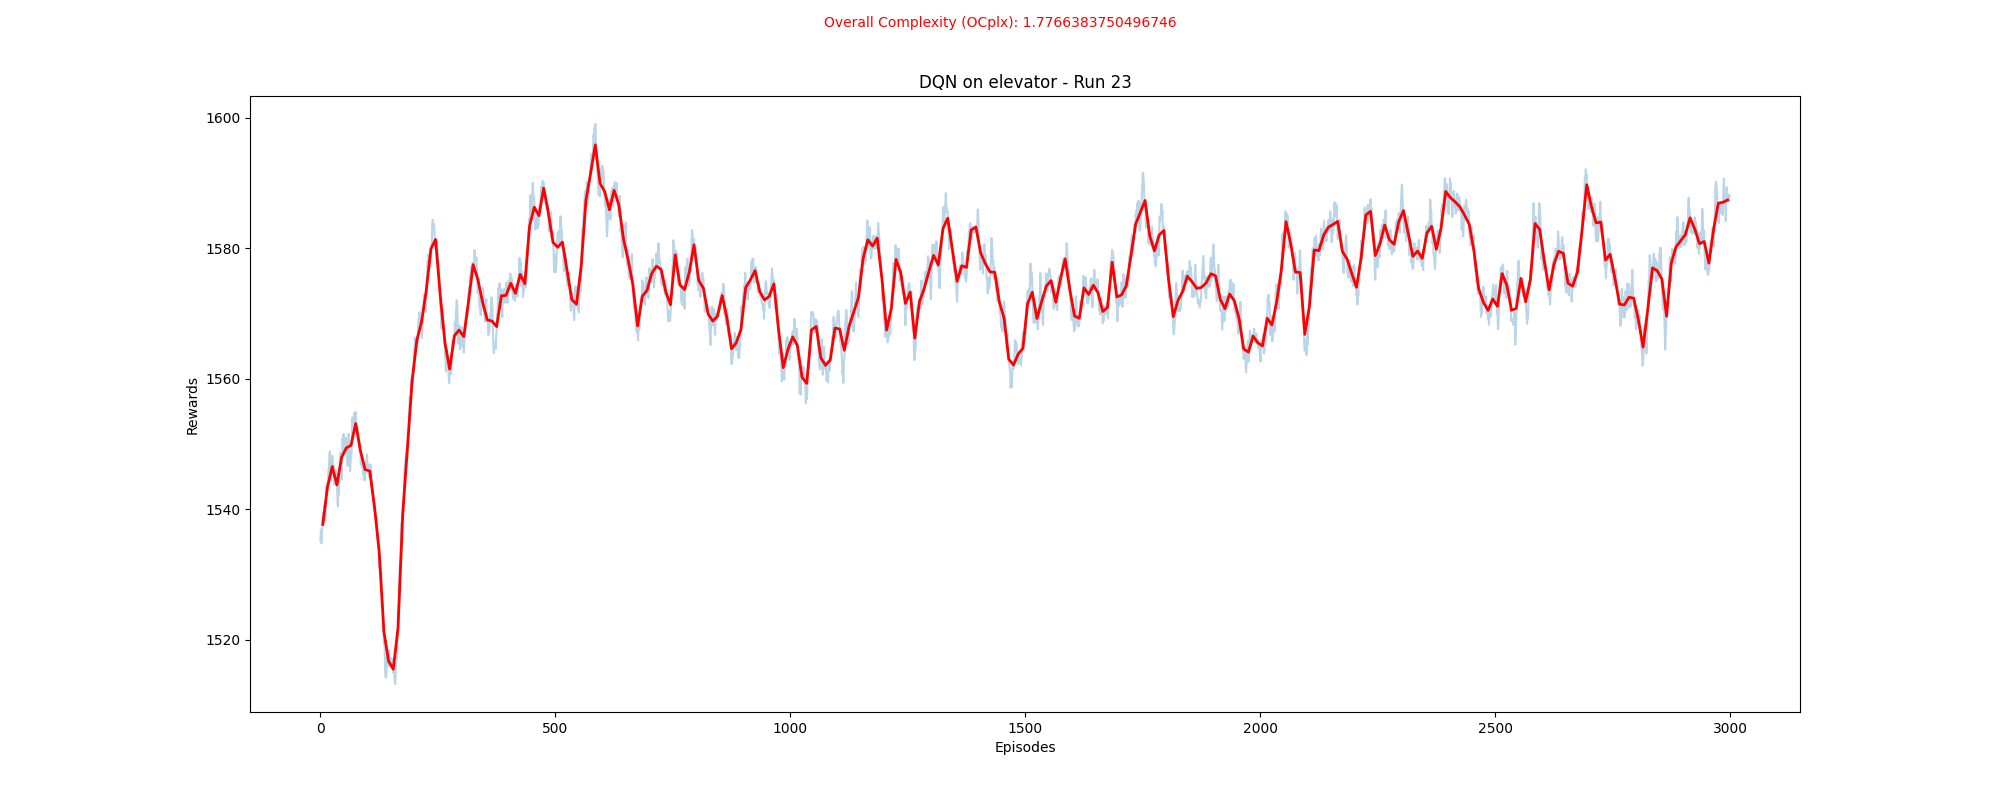 Overall Complexity (OCplx): 1.7766383750496746
DQN on elevator - Run 23
1600
1580
1560
1540
1520
Rewards
0 500 1000 1500 2000 2500 3000
Episodes